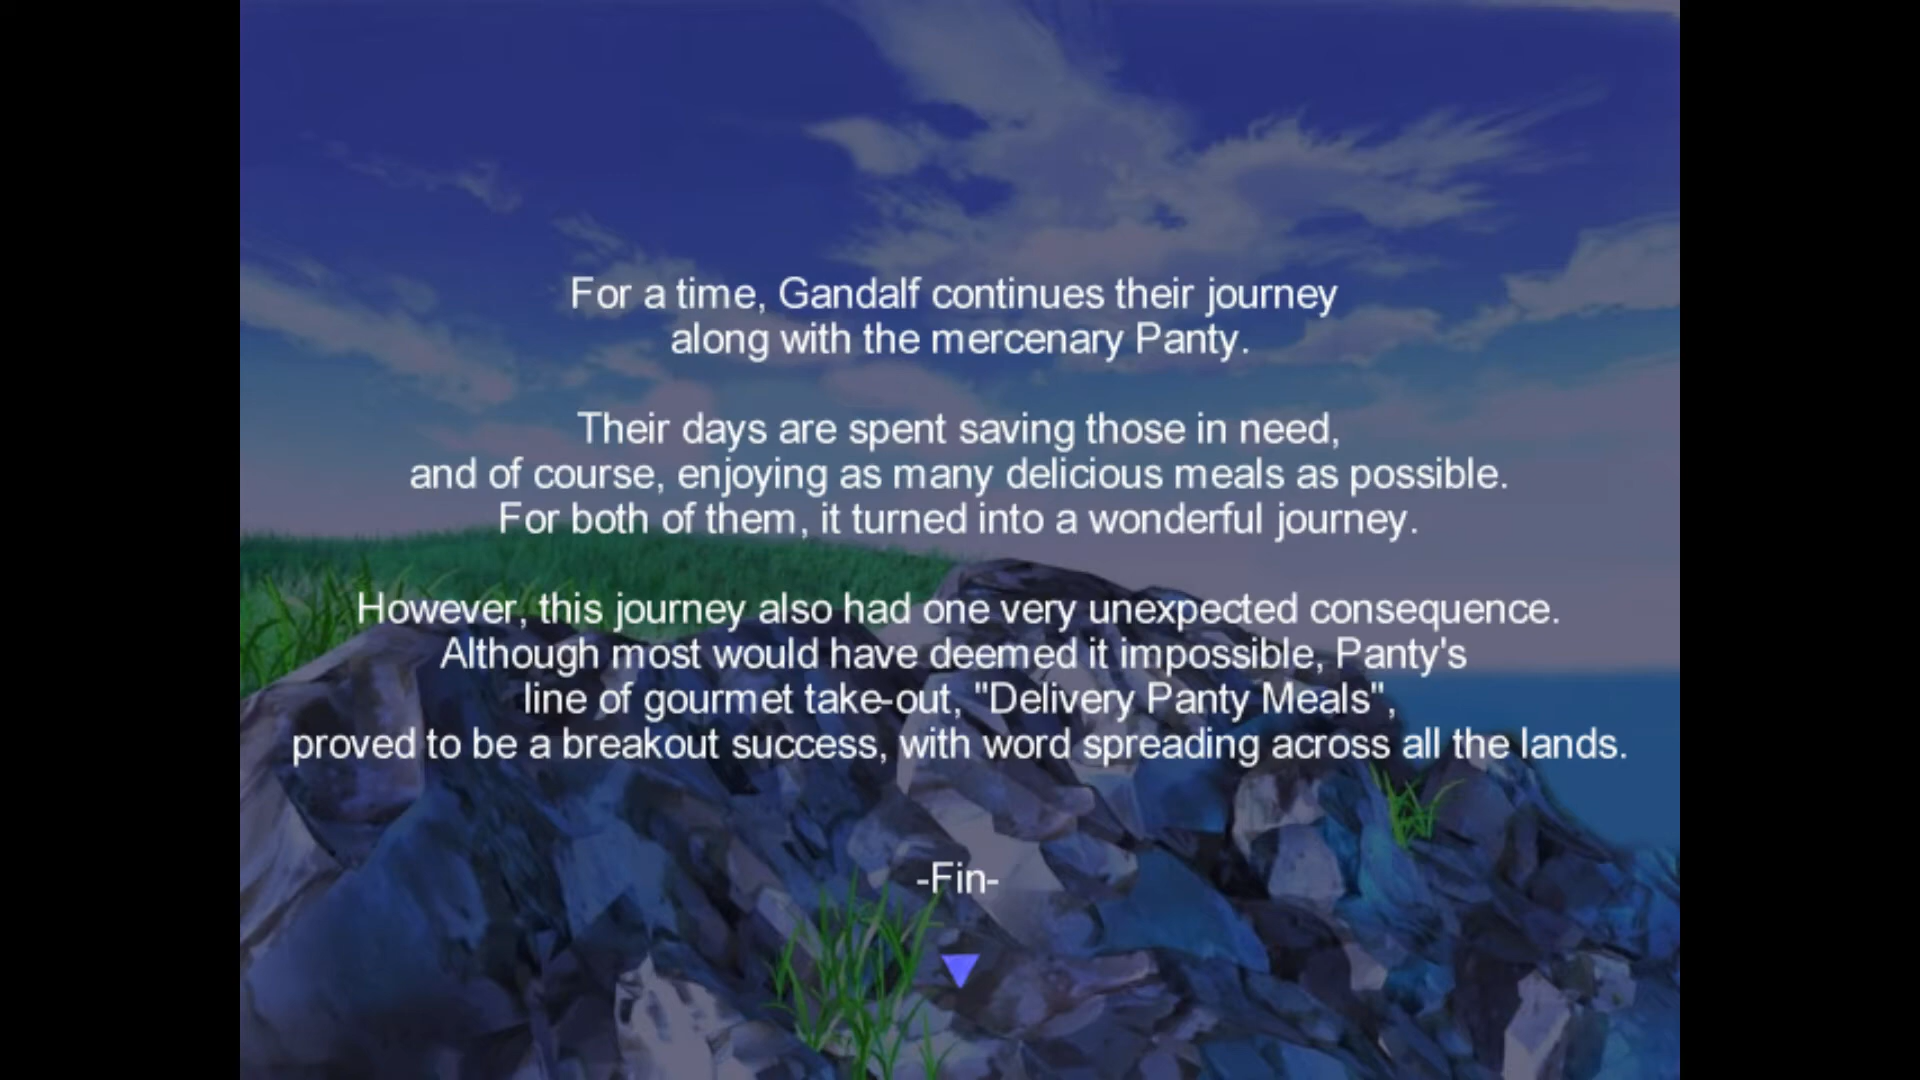 For a time, Gandalf continues their journey
along with the mercenary Panty.
Their days are spent saving those in need,
and of course, enjoying as many delicious meals as possible.
For both of them, it turned into a wonderful journey.
However, this journey also had one very unexpected consequence.
Although most would have deemed it impossible, Panty's
line of gourmet take-out, "Delivery Panty Meals",
proved to be a breakout success, with word spreading across all the lands.
-Fin-